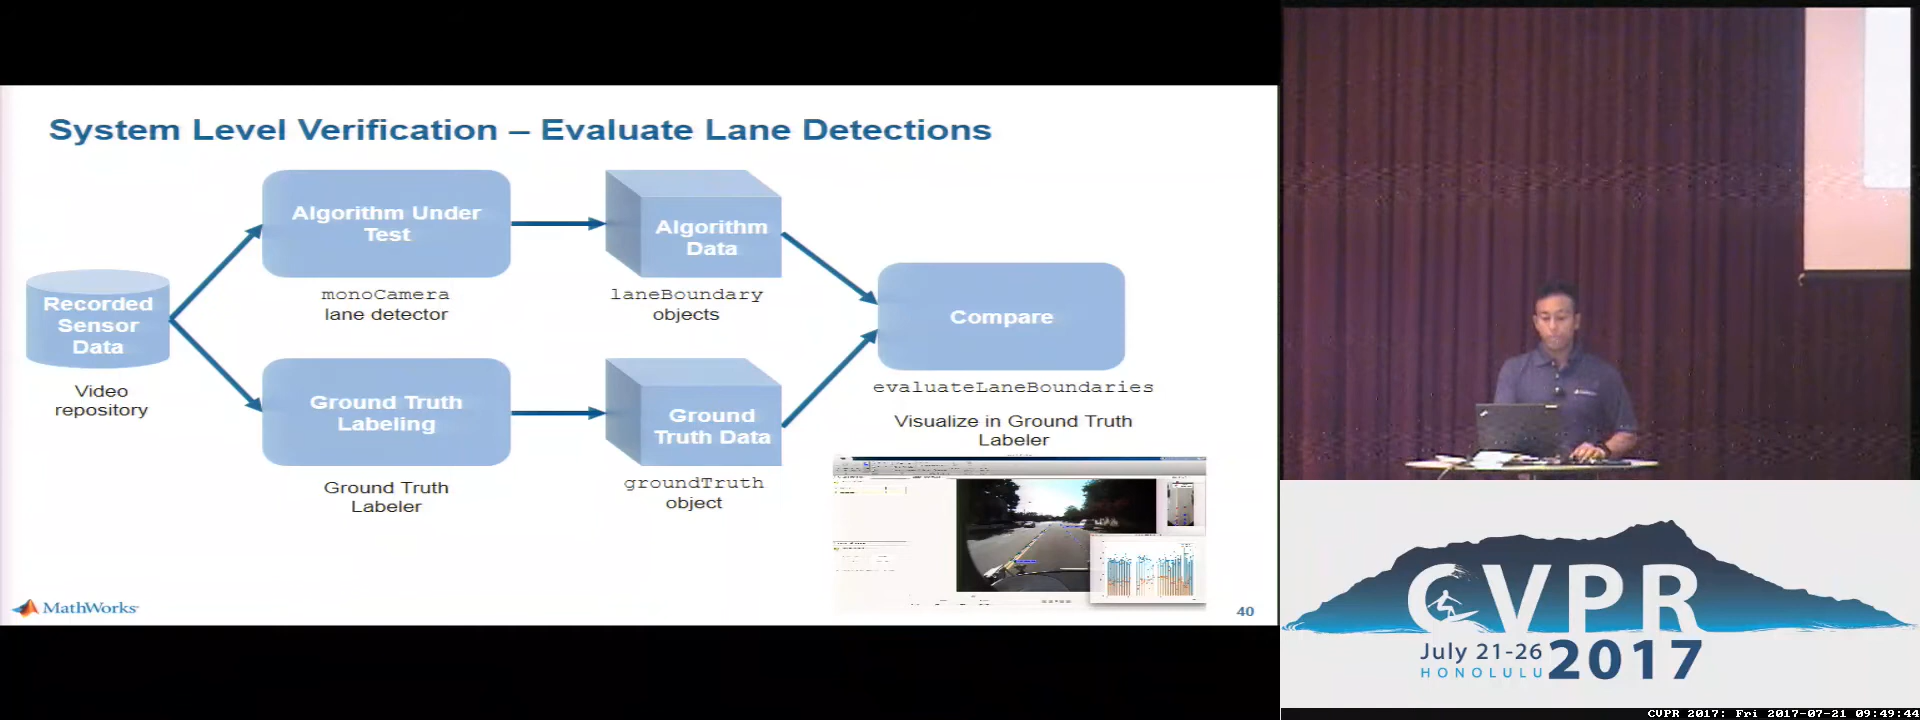 System Level Verification – Evaluate Lane Detections
Algorithm Under
Test
Algorithm
Data
monoCamera
lane detector
laneBoundary
objects
Recorded
Sensor
Data
Video
repository
Compare
evaluateLaneBoundaries
Visualize in Ground Truth
Labeler
Ground Truth
Labeling
Ground
Truth Data
Ground Truth
Labeler
groundTruth
object
MathWorks
40
CVPR
July 21-26
HONOLULU
2017
CVPR 2017: Fri 2017-07-21 09:49:44